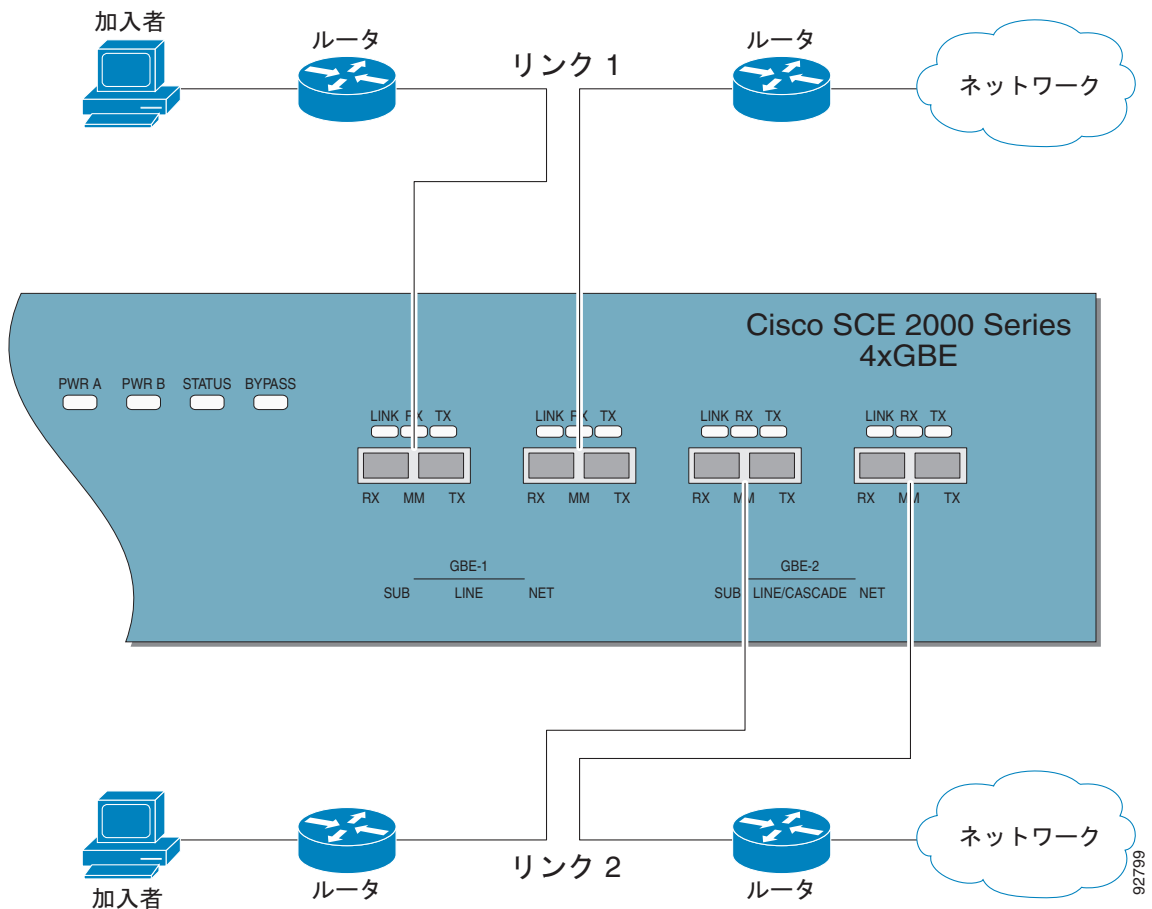 加入者
ルータ
リンク 1
ルータ
ネットワーク
Cisco SCE 2000 Series
4xGBE
PWR A PWR B STATUS BYPASS
LINK RX TX LINK RX TX LINK RX TX LINK RX TX
RX MM TX RX MM TX RX MM TX RX MM TX
GBE-1 GBE-2
SUB LINE NET SUB LINE/CASCADE NET
ネットワーク
リンク 2
加入者
ルータ
ルータ
92799